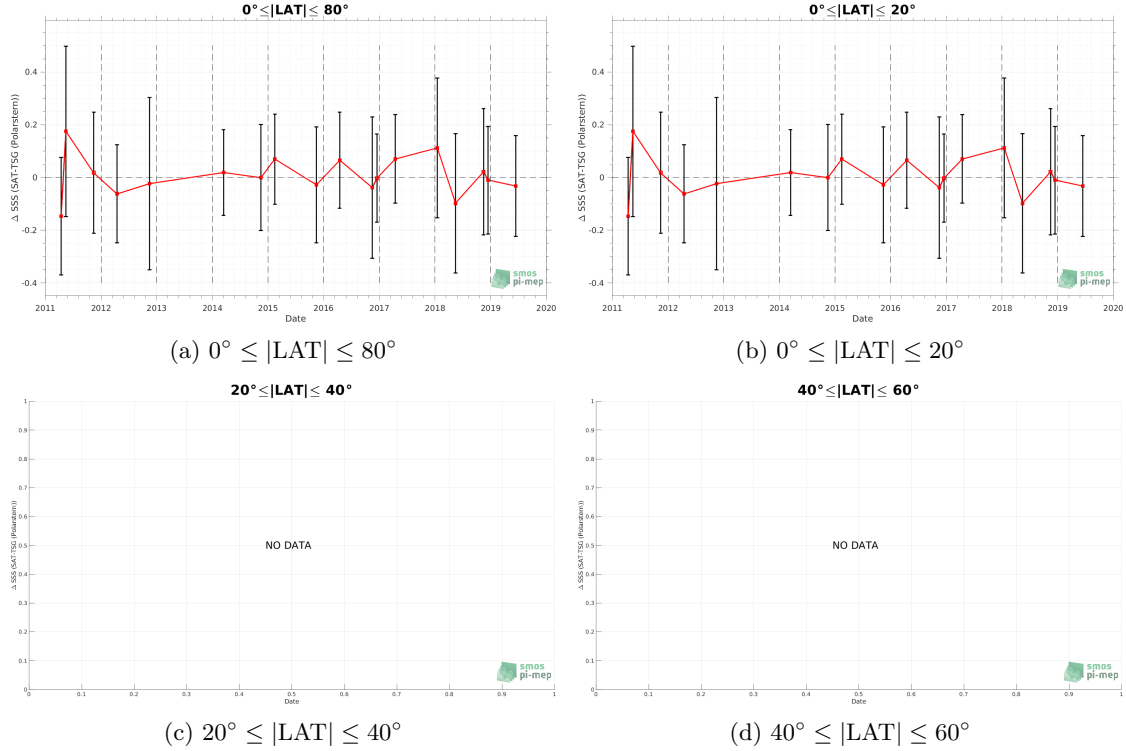 0°≤|LAT|≤ 80°
Δ SSS (SAT-TSG (Polarstern))
0.4
0.2
0
-0.2
-0.4
2011 2012 2013 2014 2015 2016 2017 2018 2019 2020
Date
smos
pi-mep
(a) 0° ≤ |LAT| ≤ 80°
0°≤|LAT|≤ 20°
Δ SSS (SAT-TSG (Polarstern))
0.4
0.2
0
-0.2
-0.4
2011 2012 2013 2014 2015 2016 2017 2018 2019 2020
Date
smos
pi-mep
(b) 0° ≤ |LAT| ≤ 20°
20°≤|LAT|≤ 40°
Δ SSS (SAT-TSG (Polarstern))
1
0.9
0.8
0.7
0.6
0.5
0.4
0.3
0.2
0.1
0
NO DATA
0 0.1 0.2 0.3 0.4 0.5 0.6 0.7 0.8 0.9 1
Date
smos
pi-mep
(c) 20° ≤ |LAT| ≤ 40°
40°≤|LAT|≤ 60°
Δ SSS (SAT-TSG (Polarstern))
1
0.9
0.8
0.7
0.6
0.5
0.4
0.3
0.2
0.1
0
NO DATA
0 0.1 0.2 0.3 0.4 0.5 0.6 0.7 0.8 0.9 1
Date
smos
pi-mep
(d) 40° ≤ |LAT| ≤ 60°